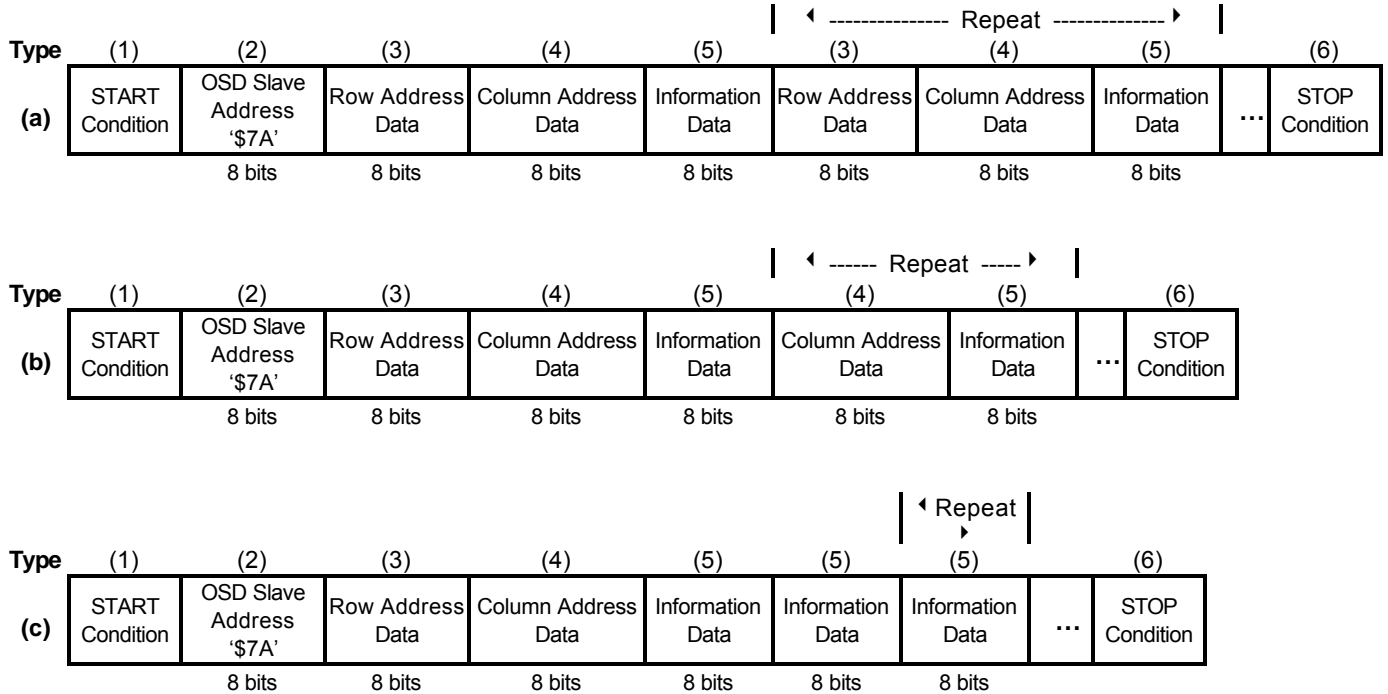 Repeat
Type (1) (2) (3) (4) (5) (3) (4) (5) (6)
(a) START Condition OSD Slave Address '$7A' Row Address Data Column Address Data Information Data Row Address Data Column Address Data Information Data ... STOP Condition
8 bits 8 bits 8 bits 8 bits 8 bits 8 bits 8 bits
Repeat
Type (1) (2) (3) (4) (5) (4) (5) (6)
(b) START Condition OSD Slave Address '$7A' Row Address Data Column Address Data Information Data Column Address Data Information Data ... STOP Condition
8 bits 8 bits 8 bits 8 bits 8 bits 8 bits
Repeat
Type (1) (2) (3) (4) (5) (5) (5) (6)
(c) START Condition OSD Slave Address '$7A' Row Address Data Column Address Data Information Data Information Data Information Data ... STOP Condition
8 bits 8 bits 8 bits 8 bits 8 bits 8 bits